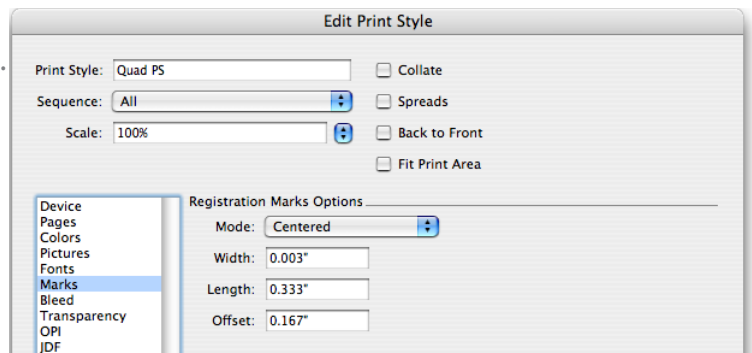 Edit Print Style
Print Style: Quad PS
Collate
Sequence: All
Spreads
Scale: 100%
Back to Front
Fit Print Area
Device
Pages
Colors
Pictures
Fonts
Marks
Bleed
Transparency
OPI
JDF
Registration Marks Options
Mode: Centered
Width: 0.003"
Length: 0.333"
Offset: 0.167"